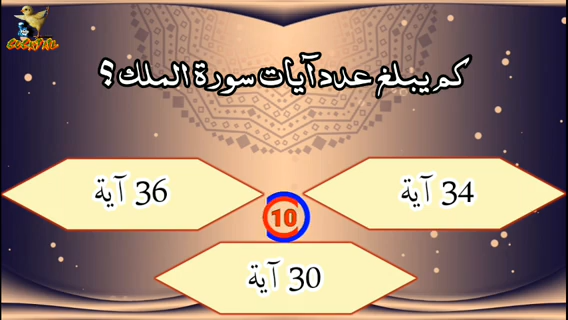 كم يبلغ عدد آيات سورة الملك ؟
34 آية
36 آية
10
30 آية